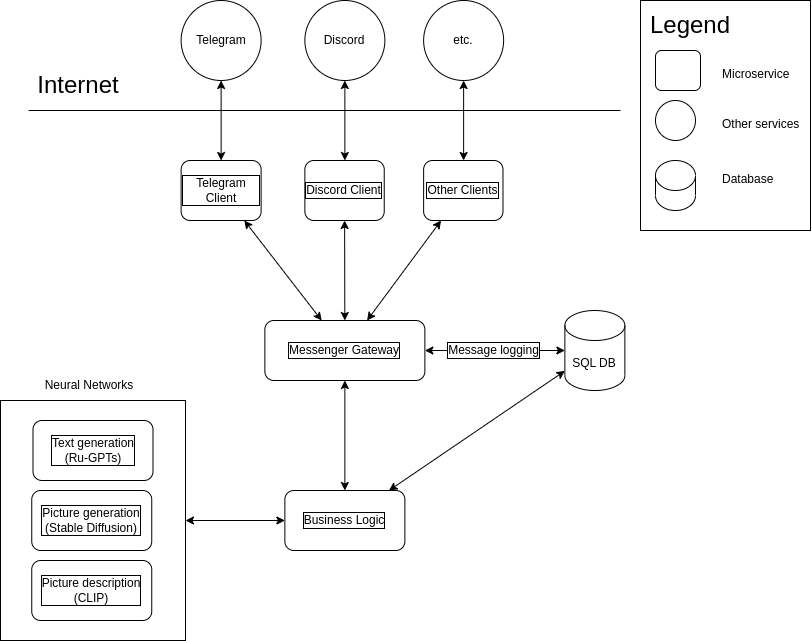 Telegram
Discord
etc.
Legend
Internet
Microservice
Other services
Database
Telegram
Client
Discord Client
Other Clients
Messenger Gateway
Message logging
SQL DB
Neural Networks
Text generation
(Ru-GPTs)
Picture generation
(Stable Diffusion)
Business Logic
Picture description
(CLIP)